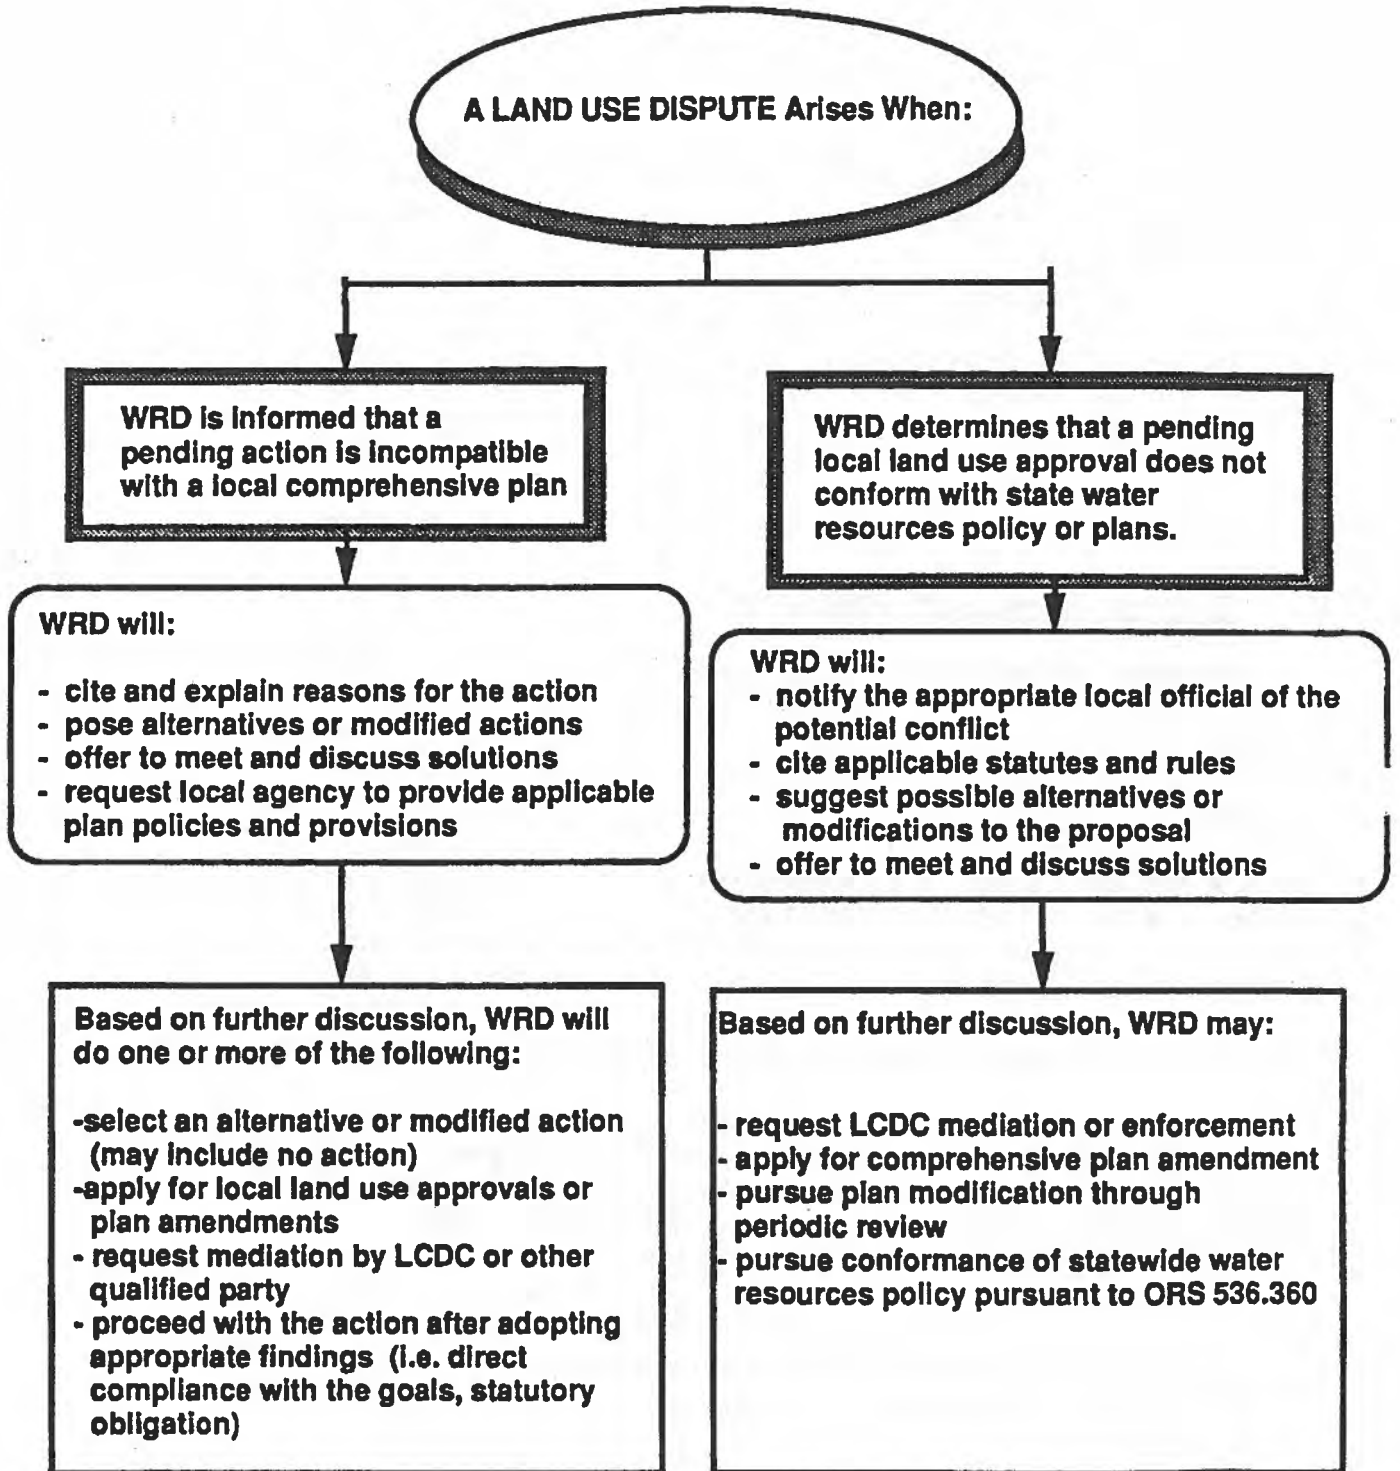 A LAND USE DISPUTE Arises When:
WRD is informed that a
pending action is incompatible
with a local comprehensive plan
WRD will:
- cite and explain reasons for the action
- pose alternatives or modified actions
- offer to meet and discuss solutions
- request local agency to provide applicable
plan policies and provisions
Based on further discussion, WRD will
do one or more of the following:
-select an alternative or modified action
(may include no action)
-apply for local land use approvals or
plan amendments
- request mediation by LCDC or other
qualified party
- proceed with the action after adopting
appropriate findings (i.e. direct
compliance with the goals, statutory
obligation)
WRD determines that a pending
local land use approval does not
conform with state water
resources policy or plans.
WRD will:
- notify the appropriate local official of the
potential conflict
- cite applicable statutes and rules
- suggest possible alternatives or
modifications to the proposal
- offer to meet and discuss solutions
Based on further discussion, WRD may:
- request LCDC mediation or enforcement
- apply for comprehensive plan amendment
- pursue plan modification through
periodic review
- pursue conformance of statewide water
resources policy pursuant to ORS 536.360